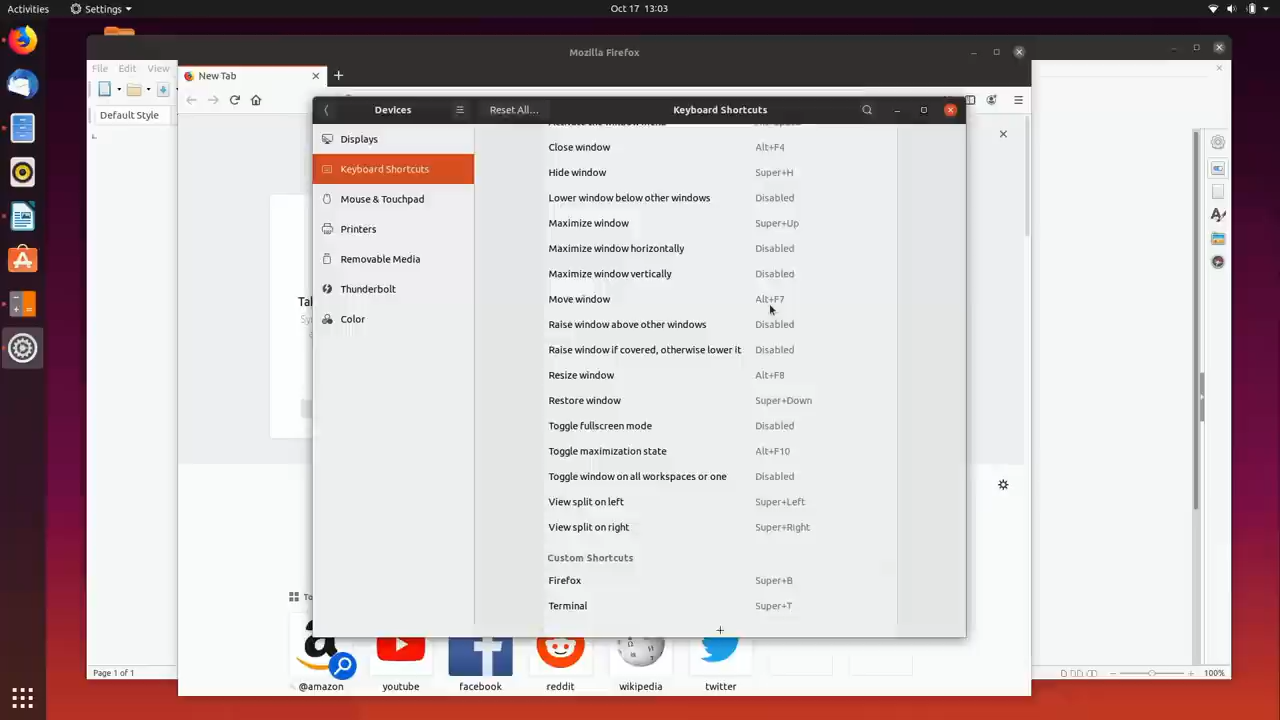 Activities
Settings
Oct 17 13:03
Mozilla Firefox
File Edit View
New Tab
Default Style
Devices
Reset All...
Keyboard Shortcuts
Displays
Keyboard Shortcuts
Mouse & Touchpad
Printers
Removable Media
Thunderbolt
Color
Close window Alt+F4
Hide window Super+H
Lower window below other windows Disabled
Maximize window Super+Up
Maximize window horizontally Disabled
Maximize window vertically Disabled
Move window Alt+F7
Raise window above other windows Disabled
Raise window if covered, otherwise lower it Disabled
Resize window Alt+F8
Restore window Super+Down
Toggle fullscreen mode Disabled
Toggle maximization state Alt+F10
Toggle window on all workspaces or one Disabled
View split on left Super+Left
View split on right Super+Right
Custom Shortcuts
Firefox Super+B
Terminal Super+T
@amazon
youtube
facebook
reddit
wikipedia
twitter
Page 1 of 1
100%